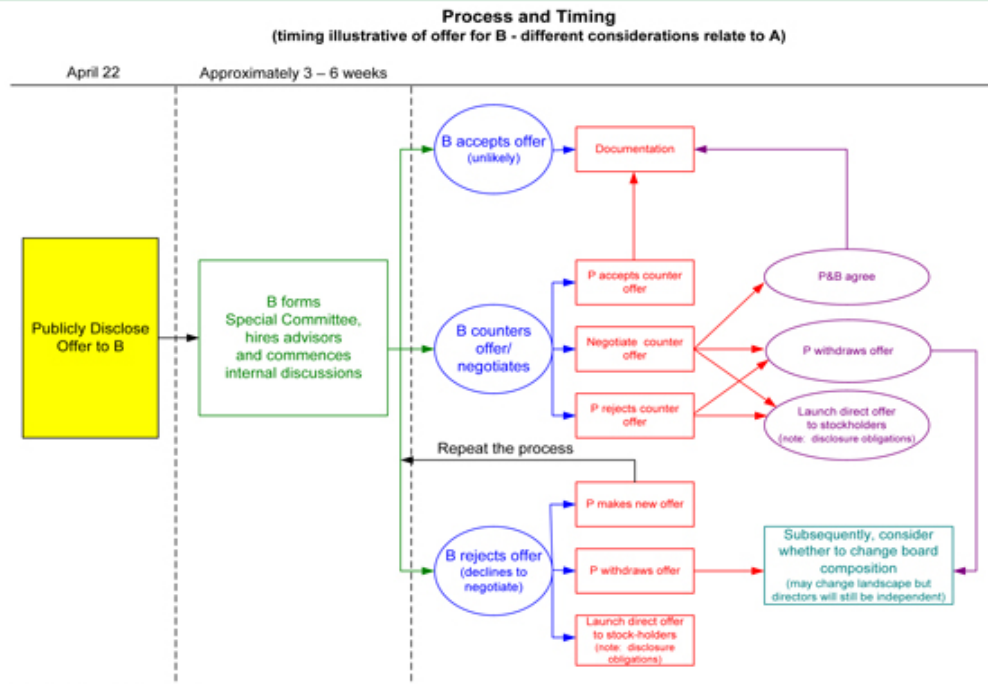 Process and Timing
(timing illustrative of offer for B - different considerations relate to A)
April 22
Approximately 3 – 6 weeks
Publicly Disclose
Offer to B
B forms
Special Committee,
hires advisors
and commences
internal discussions
B accepts offer
(unlikely)
Documentation
P accepts counter
offer
P&B agree
B counters
offer/
negotiates
Negotiate counter
offer
P withdraws offer
P rejects counter
offer
Launch direct offer
to stockholders
(note: disclosure obligations)
Repeat the process
P makes new offer
B rejects offer
(declines to
negotiate)
P withdraws offer
Subsequently, consider
whether to change board
composition
(may change landscape but
directors will still be independent)
Launch direct offer
to stock-holders
(note: disclosure
obligations)